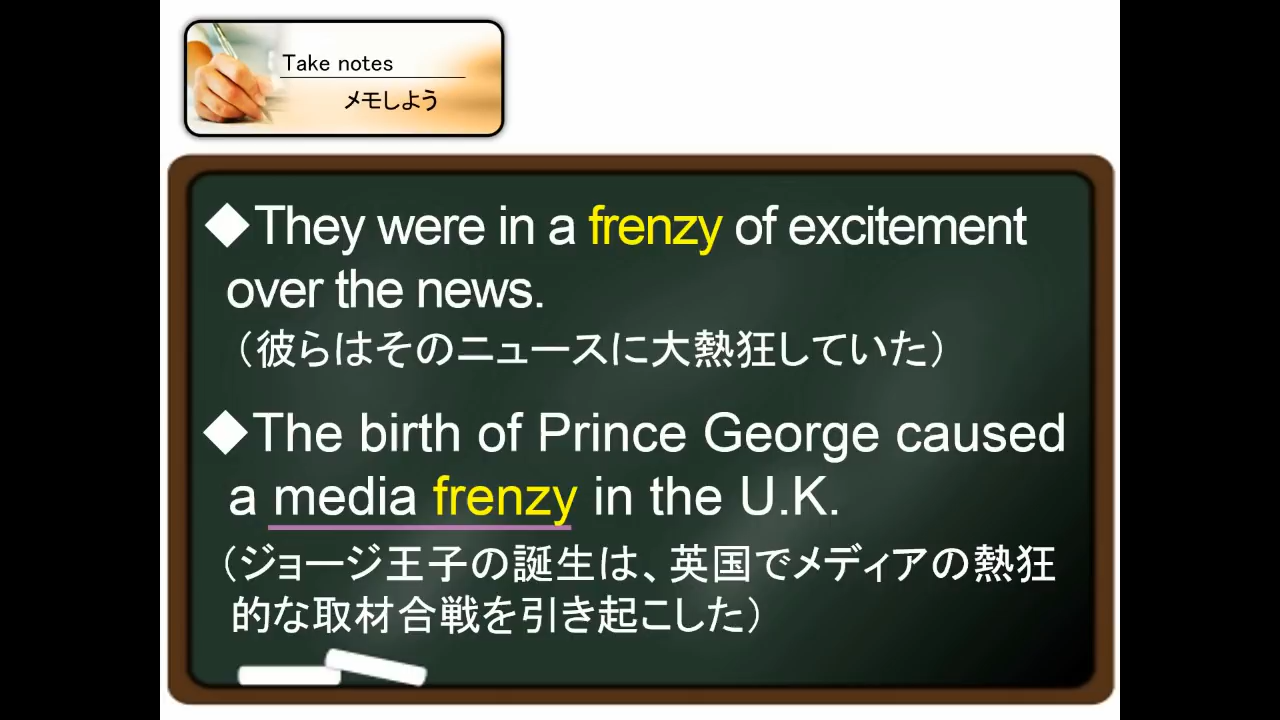 Take notes
メモしよう
◆They were in a frenzy of excitement
over the news.
（彼らはそのニュースに大熱狂していた）
◆The birth of Prince George caused
a media frenzy in the U.K.
（ジョージ王子の誕生は、英国でメディアの熱狂
的な取材合戦を引き起こした）